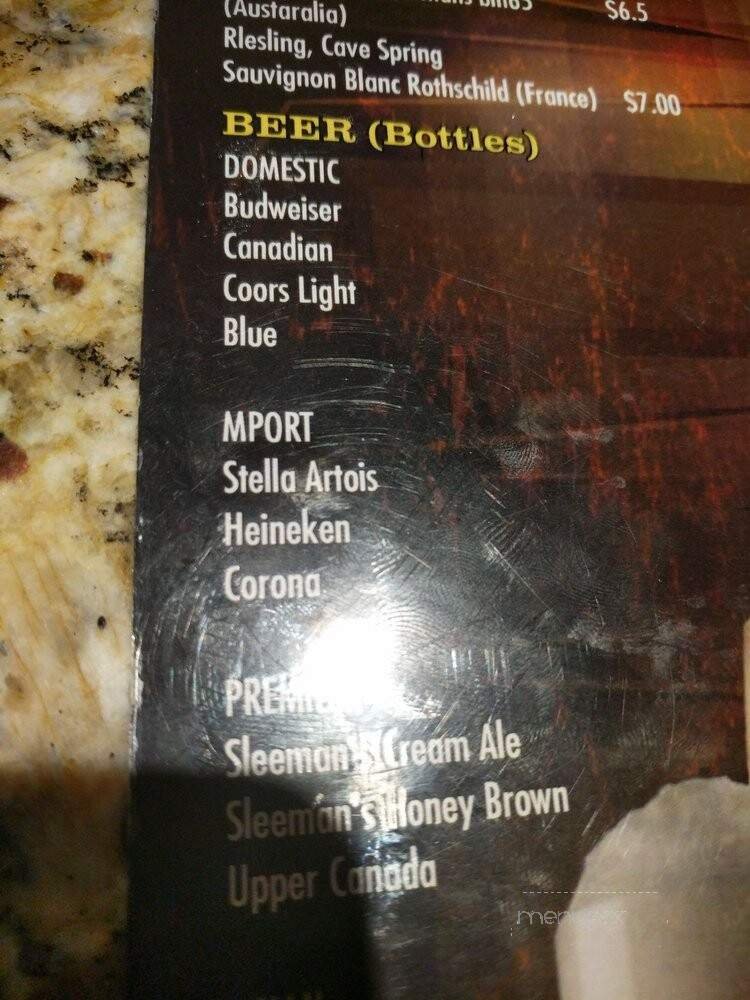 $6.5
(Austaralia)
RIesling, Cave Spring
Sauvignon Blanc Rothschild (France) $7.00
BEER (Bottles)
DOMESTIC
Budweiser
Canadian
Coors Light
Blue
MPORT
Stella Artois
Heineken
Corona
Sleeman's Cream Ale
Sleeman's Honey Brown
Upper Canada